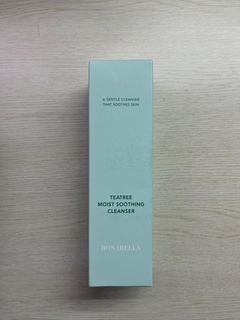 A GENTLE CLEANSER
THAT SOOTHES SKIN
TEATREE
MOIST SOOTHING
CLEANSER
BONABELLA